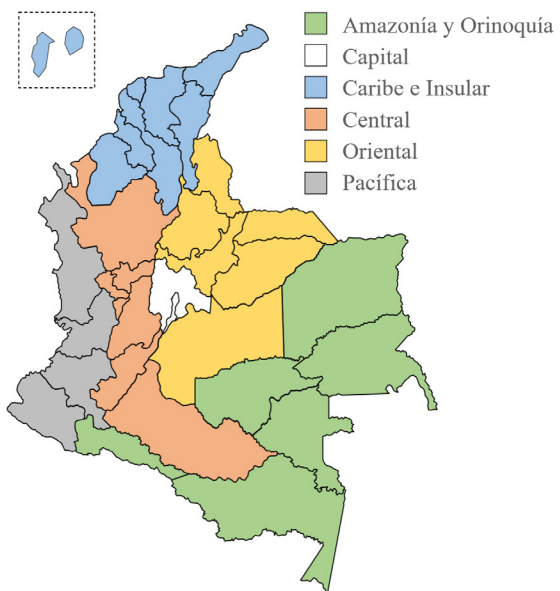 Amazonía y Orinoquía
Capital
Caribe e Insular
Central
Oriental
Pacífica